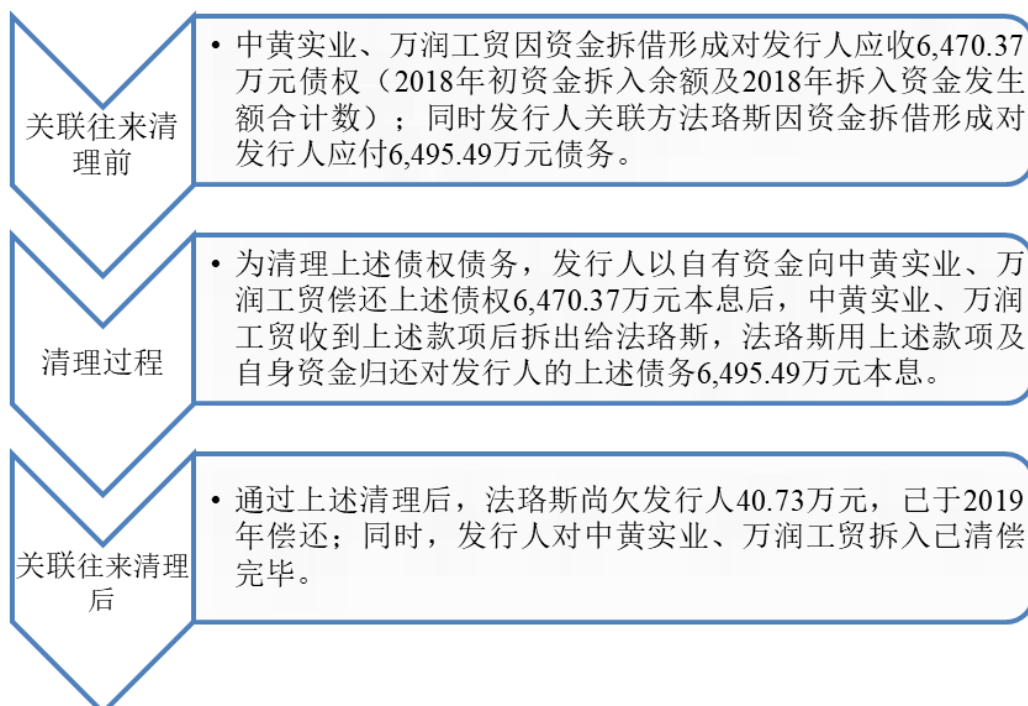 关联往来清
理前
• 中黄实业、万润工贸因资金拆借形成对发行人应收6,470.37
万元债权（2018年初资金拆入余额及2018年拆入资金发生
额合计数）；同时发行人关联方法珞斯因资金拆借形成对
发行人应付6,495.49万元债务。
清理过程
• 为清理上述债权债务，发行人以自有资金向中黄实业、万
润工贸偿还上述债权6,470.37万元本息后，中黄实业、万润
工贸收到上述款项后拆出给法珞斯，法珞斯用上述款项及
自身资金归还对发行人的上述债务6,495.49万元本息。
关联往来清理
后
• 通过上述清理后，法珞斯尚欠发行人40.73万元，已于2019
年偿还；同时，发行人对中黄实业、万润工贸拆入已清偿
完毕。